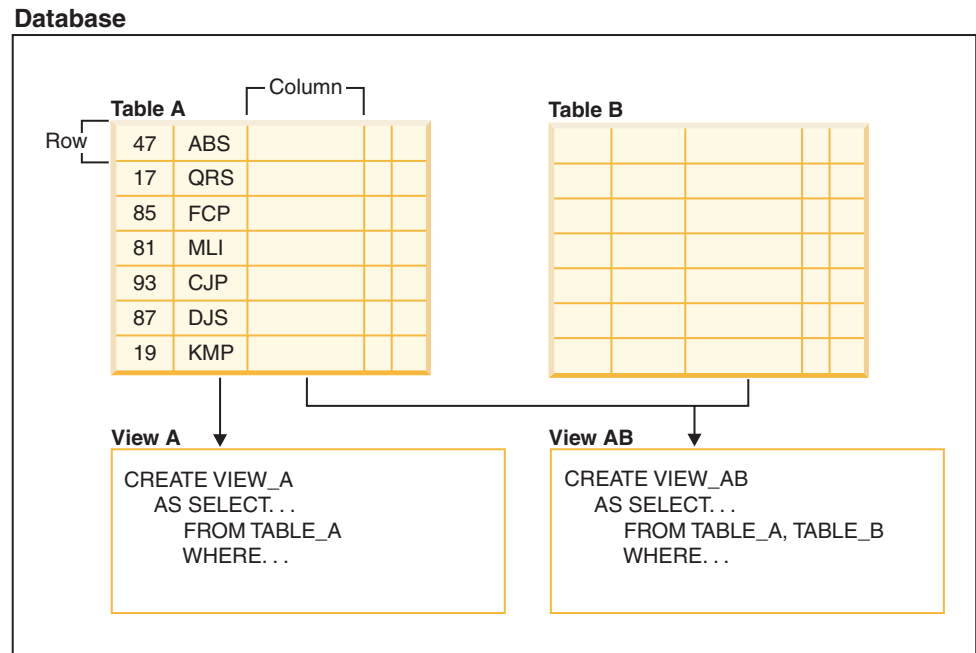 Database
Column
Table A
Table B
Row
47 ABS
17 QRS
85 FCP
81 MLI
93 CJP
87 DJS
19 KMP
View A
CREATE VIEW_A
AS SELECT. . .
FROM TABLE_A
WHERE. . .
View AB
CREATE VIEW_AB
AS SELECT. . .
FROM TABLE_A, TABLE_B
WHERE. . .